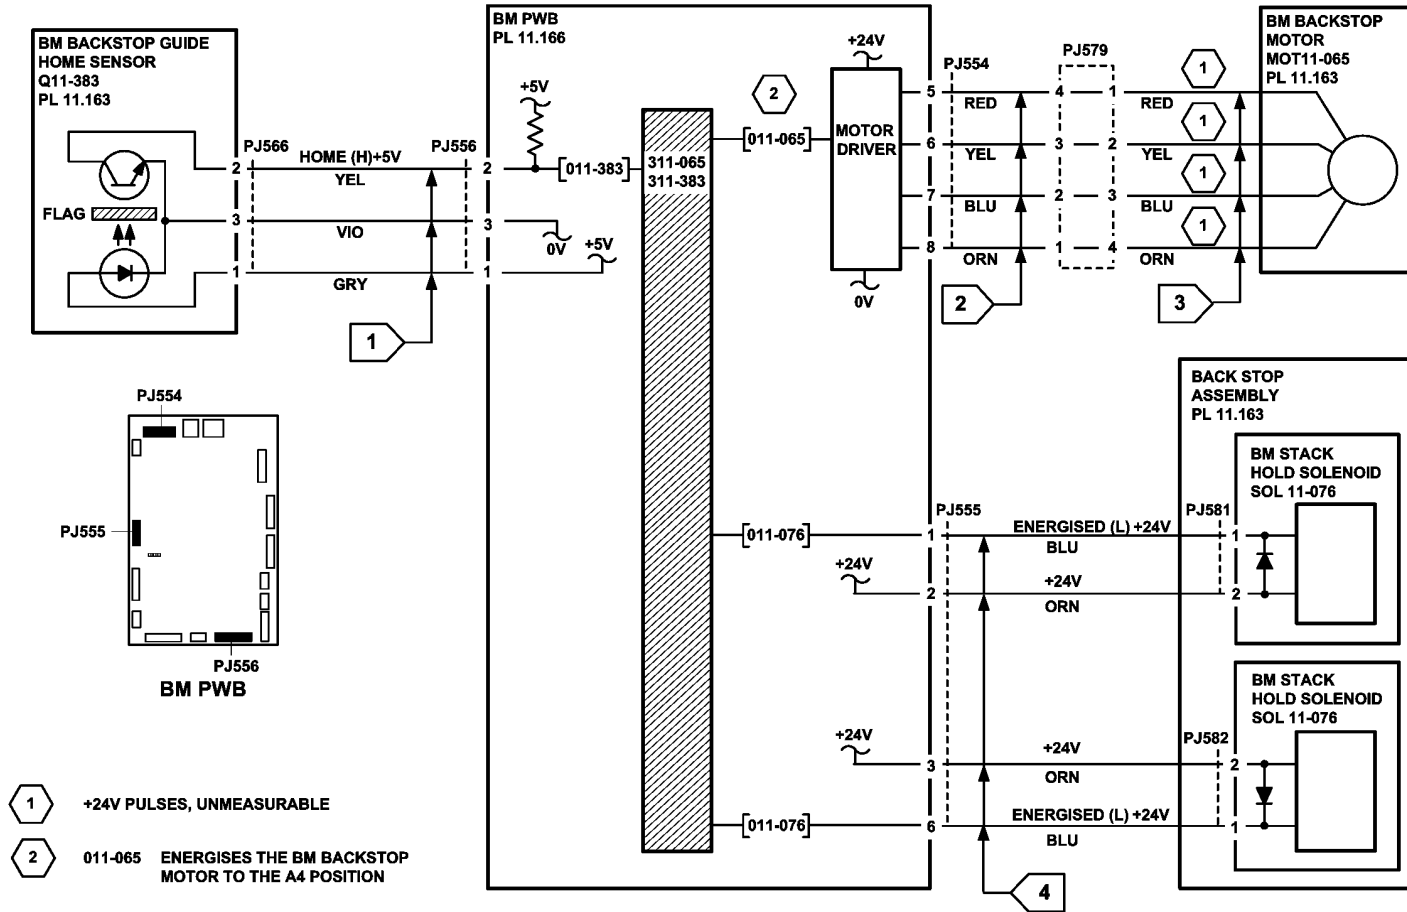 BM BACKSTOP GUIDE
HOME SENSOR
Q11-383
PL 11.163
FLAG
2
3
1
PJ566
HOME (H)+5V
YEL
VIO
GRY
1
PJ556
2
3
1
BM PWB
PL 11.166
+5V
[011-383]
0V
+5V
311-065
311-383
2
[011-065]
+24V
MOTOR
DRIVER
0V
5
6
7
8
PJ554
RED
YEL
BLU
ORN
2
PJ579
4 1
3 2
2 3
1 4
RED
YEL
BLU
ORN
1
1
1
1
3
BM BACKSTOP
MOTOR
MOT11-065
PL 11.163
PJ554
PJ555
PJ556
BM PWB
[011-076]
+24V
1
2
PJ555
ENERGISED (L) +24V
BLU
+24V
ORN
PJ581
1
2
BACK STOP
ASSEMBLY
PL 11.163
BM STACK
HOLD SOLENOID
SOL 11-076
+24V
[011-076]
3
6
+24V
ORN
ENERGISED (L) +24V
BLU
4
PJ582
2
1
BM STACK
HOLD SOLENOID
SOL 11-076
1 +24V PULSES, UNMEASURABLE
2 011-065 ENERGISES THE BM BACKSTOP
MOTOR TO THE A4 POSITION